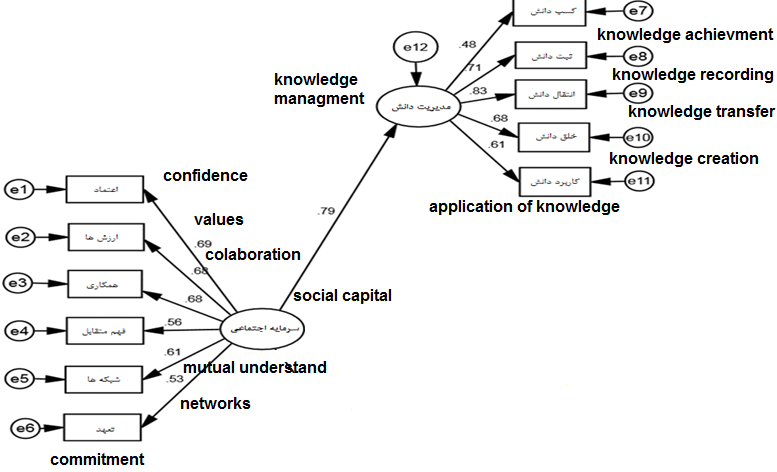 e7
کسب دانش
knowledge achievment
.48
e12
ثبت دانش
e8
.71
knowledge recording
knowledge
managment
مدیریت دانش
.83
انتقال دانش
e9
knowledge transfer
.68
خلق دانش
e10
knowledge creation
.61
کاربرد دانش
e11
application of knowledge
.79
e1
اعتماد
confidence
values
.69
e2
ارزش ها
colaboration
.68
e3
همکاری
.68
social capital
سرمایه اجتماعی
e4
فهم متقابل
.56
mutual understand
e5
شبکه ها
.61
networks
.53
e6
تعهد
commitment